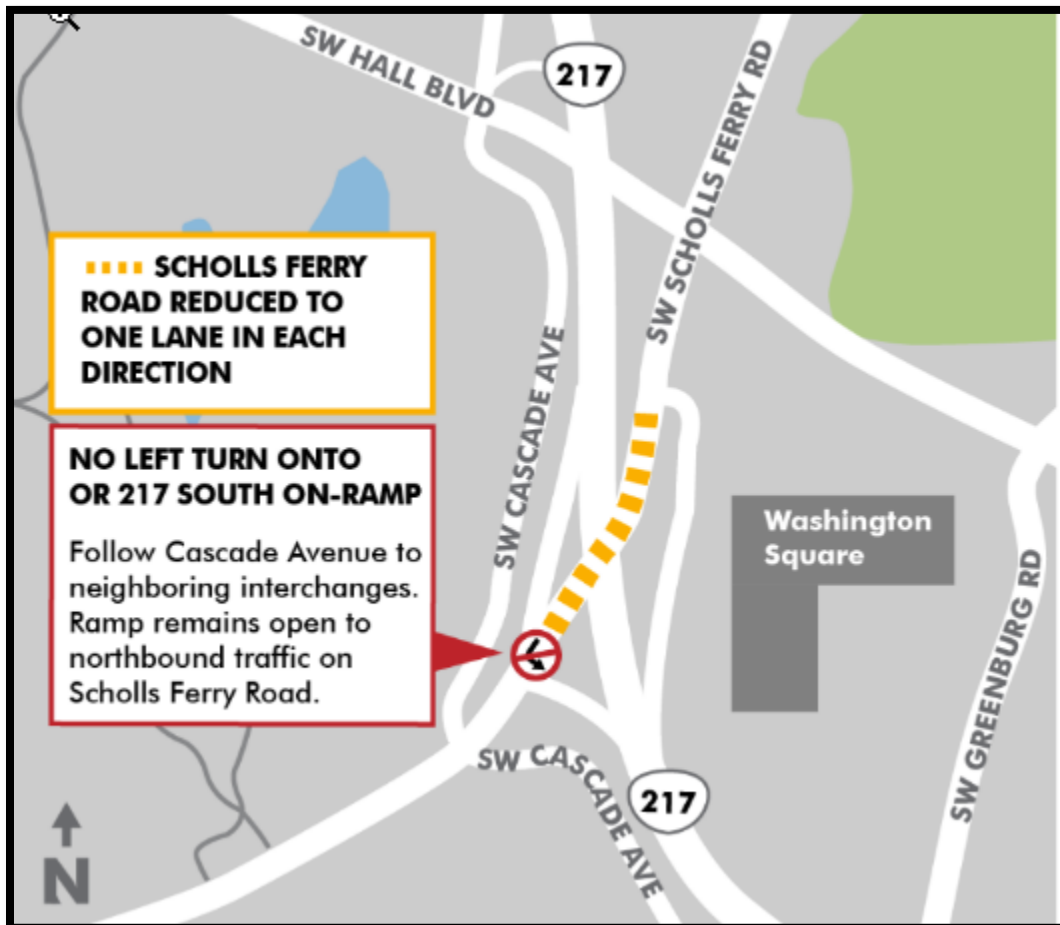 SW HALL BLVD
217
SW SCHOLLS FERRY RD
SCHOLLS FERRY
ROAD REDUCED TO
ONE LANE IN EACH
DIRECTION
SW CASCADE AVE
NO LEFT TURN ONTO
OR 217 SOUTH ON-RAMP
Follow Cascade Avenue to
neighboring interchanges.
Ramp remains open to
northbound traffic on
Scholls Ferry Road.
Washington
Square
SW GREENBURG RD
SW CASCADE AVE
217
N